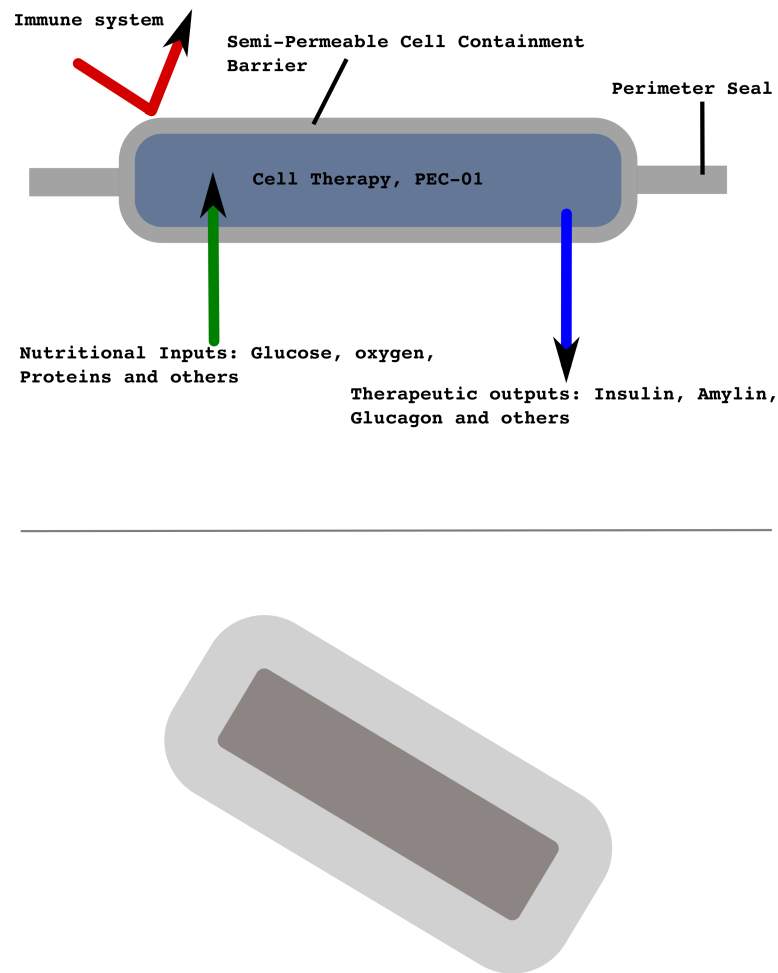 Immune system
Semi-Permeable Cell Containment
Barrier
Perimeter Seal
Cell Therapy, PEC-01
Nutritional Inputs: Glucose, oxygen,
Proteins and others
Therapeutic outputs: Insulin, Amylin,
Glucagon and others